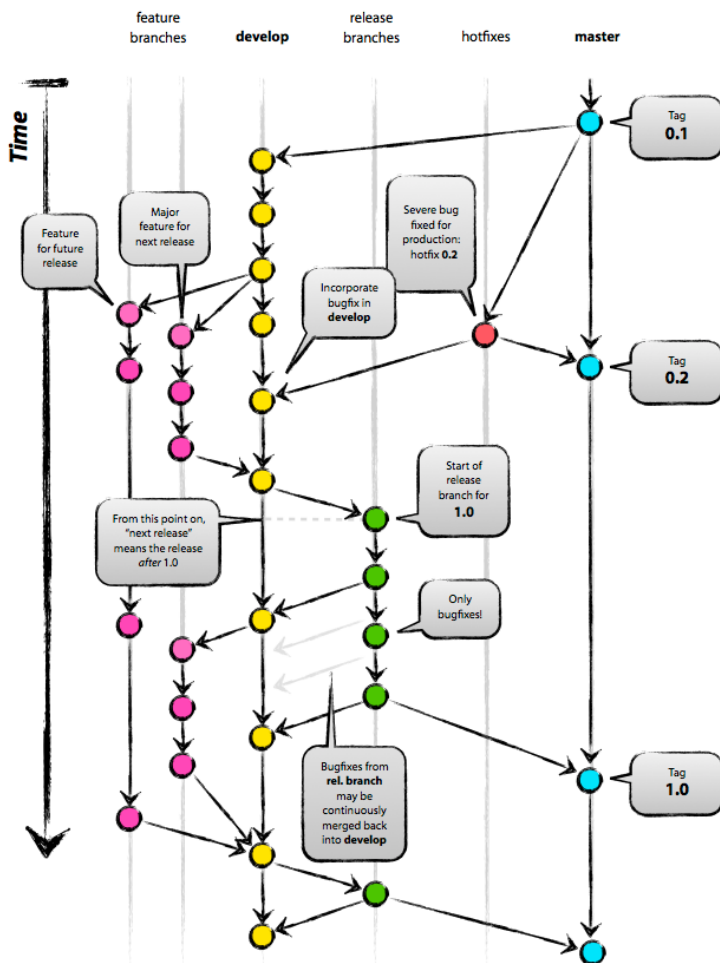 feature
branches
develop
release
branches
hotfixes
master
Time
Tag
0.1
Feature
for future
release
Major
feature for
next release
Severe bug
fixed for
production:
hotfix 0.2
Incorporate
bugfix in
develop
Tag
0.2
Start of
release
branch for
1.0
From this point on,
“next release”
means the release
after 1.0
Only
bugfixes!
Bugfixes from
rel. branch
may be
continuously
merged back
into develop
Tag
1.0